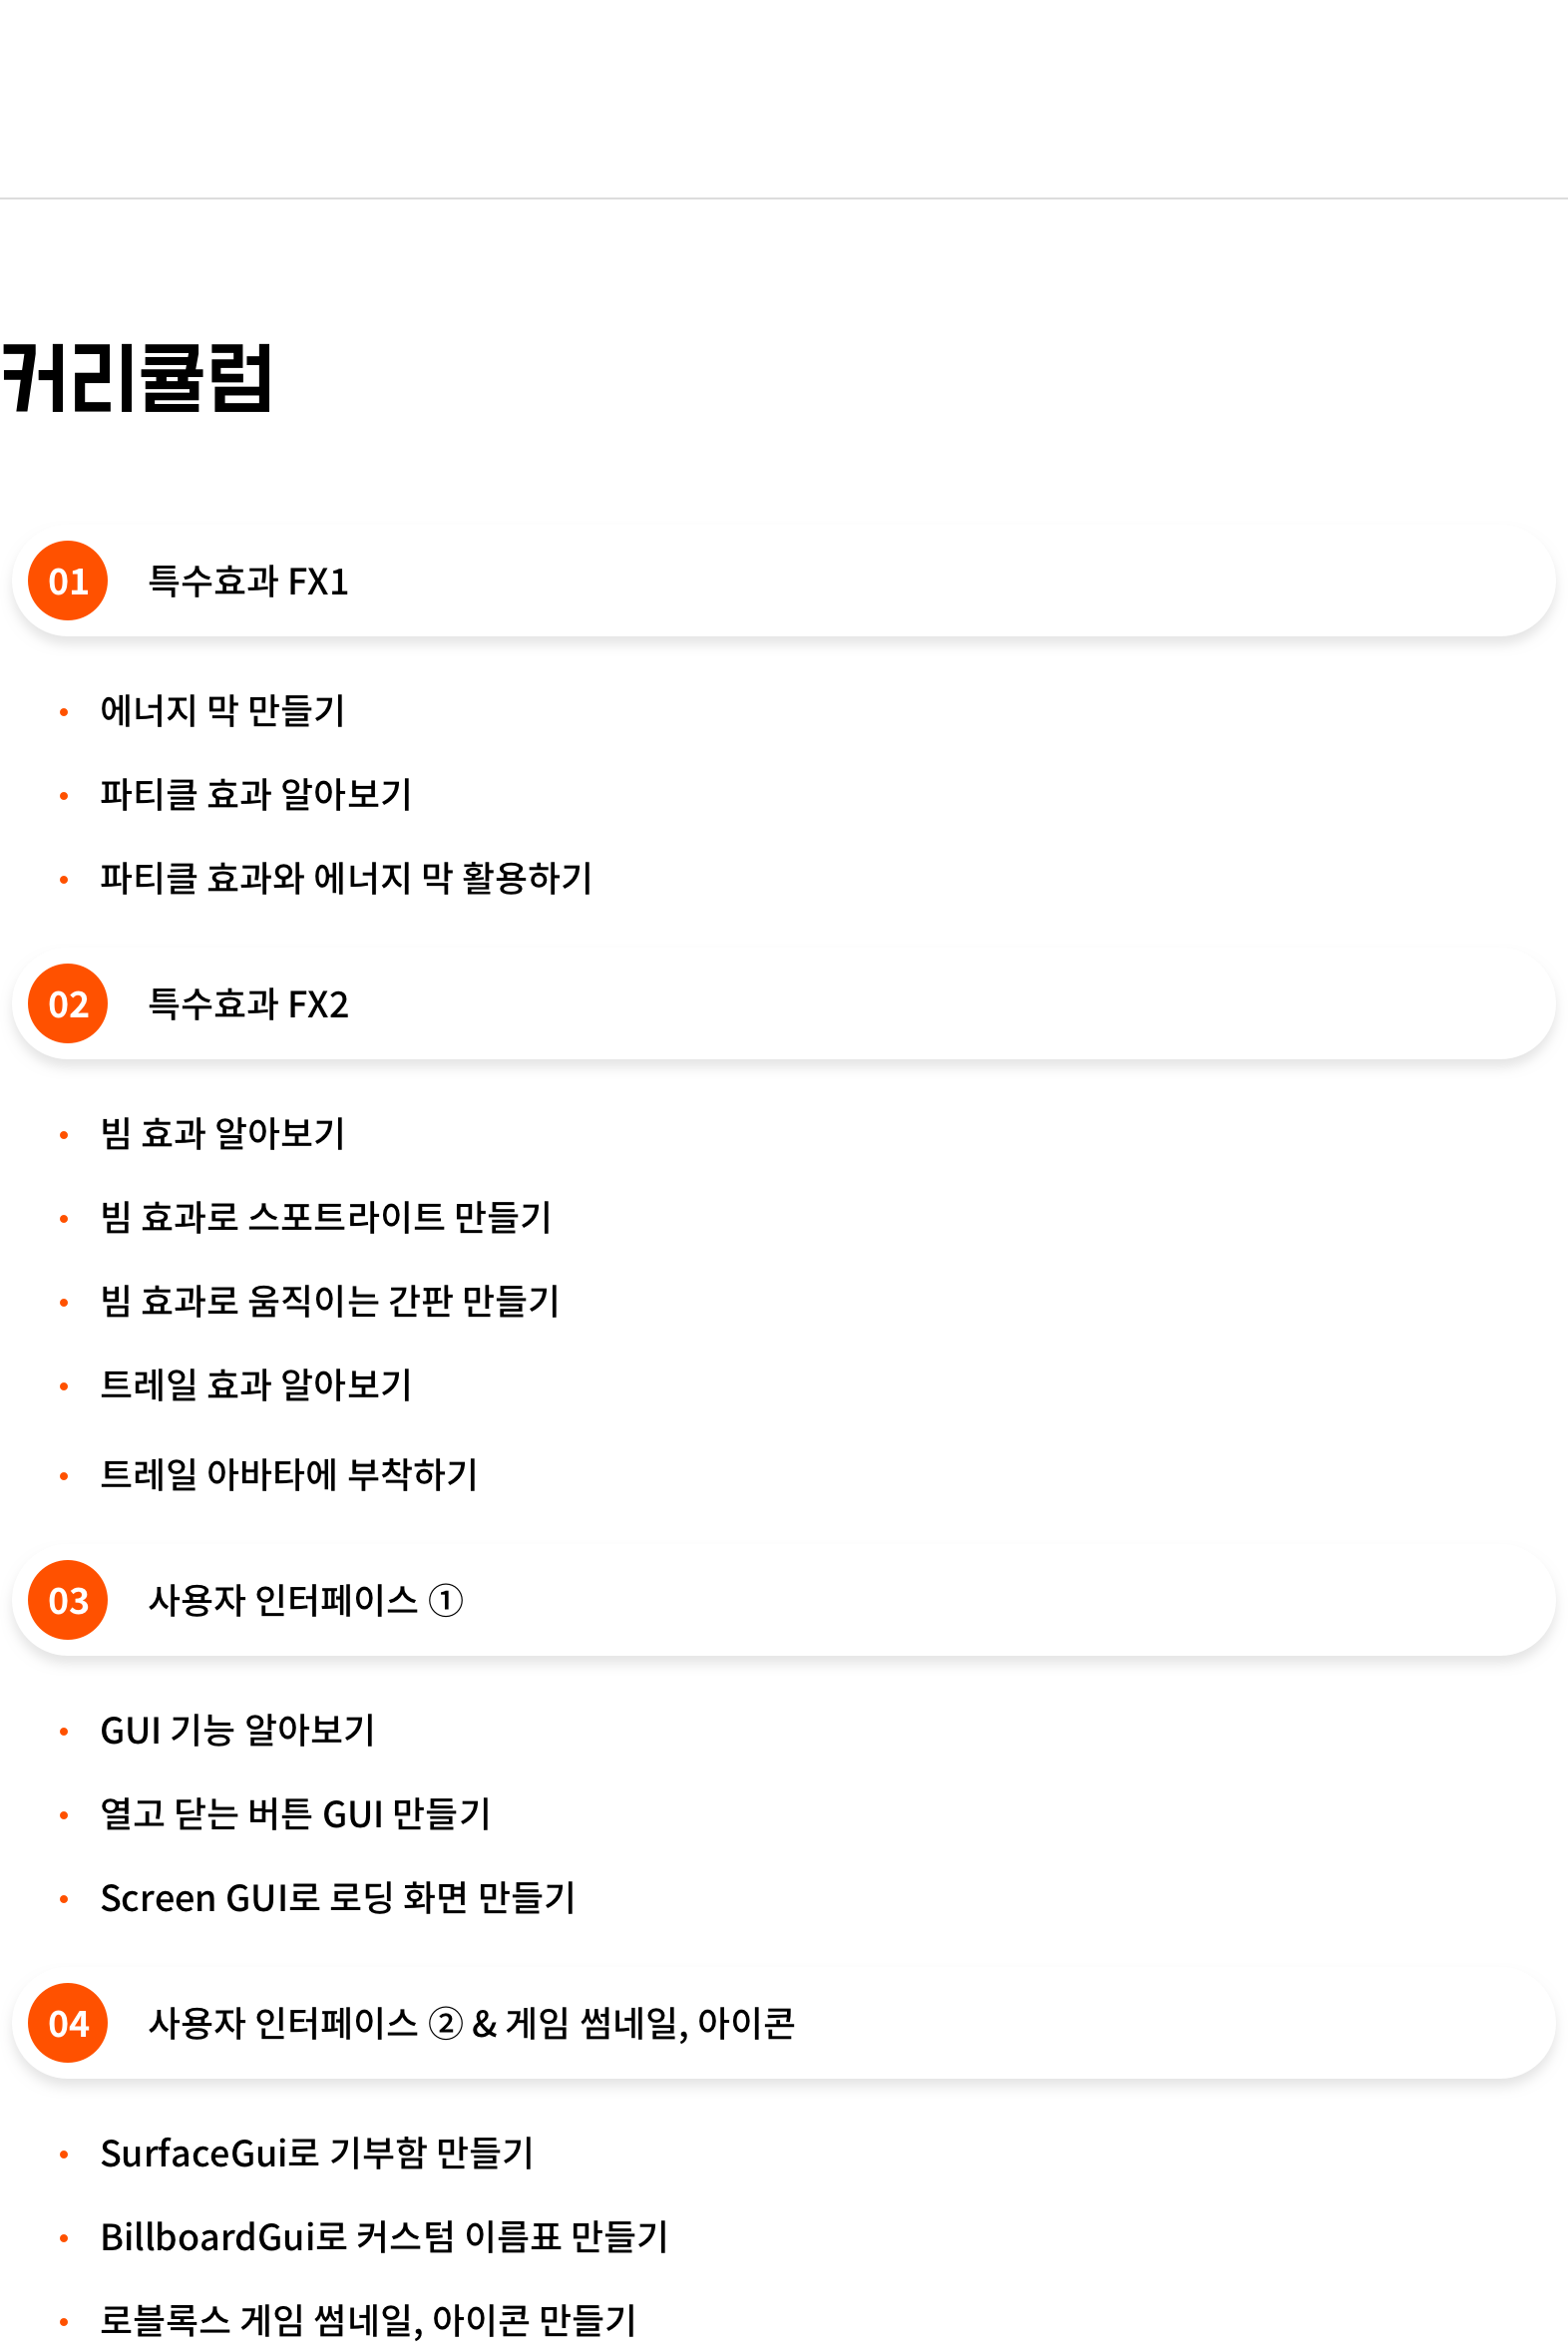 커리큘럼
01 특수효과 FX1
• 에너지 막 만들기
• 파티클 효과 알아보기
• 파티클 효과와 에너지 막 활용하기
02 특수효과 FX2
• 빔 효과 알아보기
• 빔 효과로 스포트라이트 만들기
• 빔 효과로 움직이는 간판 만들기
• 트레일 효과 알아보기
• 트레일 아바타에 부착하기
03 사용자 인터페이스 ①
• GUI 기능 알아보기
• 열고 닫는 버튼 GUI 만들기
• Screen GUI로 로딩 화면 만들기
04 사용자 인터페이스 ② & 게임 썸네일, 아이콘
• SurfaceGui로 기부함 만들기
• BillboardGui로 커스텀 이름표 만들기
• 로블록스 게임 썸네일, 아이콘 만들기